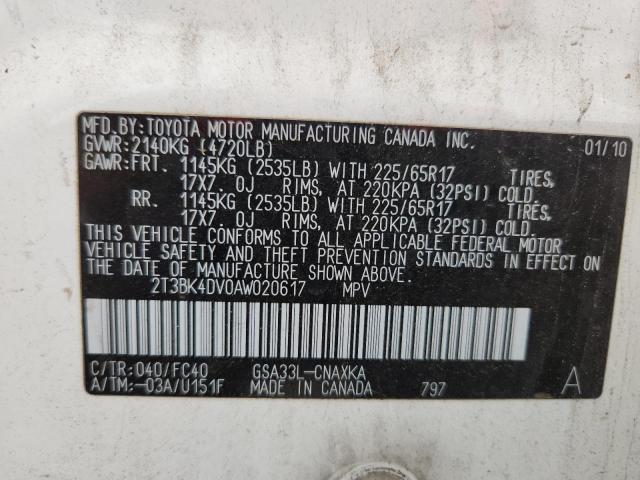 MFD.BY:TOYOTA MOTOR MANUFACTURING CANADA INC. 01/10
GVWR:2140KG (4720LB)
GAWR:FRT. 1145KG (2535LB) WITH 225/65R17 TIRES,
17X7.0J RIMS, AT 220KPA (32PSI) COLD.
RR. 1145KG (2535LB) WITH 225/65R17 TIRES,
17X7.0J RIMS, AT 220KPA (32PSI) COLD.
THIS VEHICLE CONFORMS TO ALL APPLICABLE FEDERAL MOTOR
VEHICLE SAFETY AND THEFT PREVENTION STANDARDS IN EFFECT ON
THE DATE OF MANUFACTURE SHOWN ABOVE.
2T3BK4DV0AW020617 MPV
C/TR:040/FC40 GSA33L-CNAXKA
A/TM:-03A/U151F MADE IN CANADA 797 A